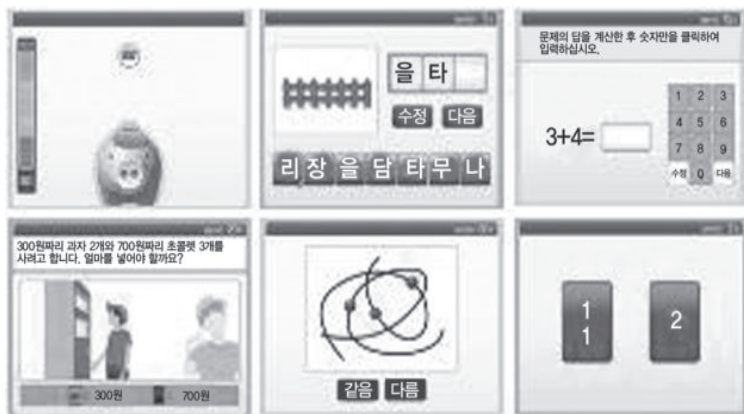 을 타
수정 다음
리 장 을 담 타 무 나
문제의 답을 계산한 후 숫자만을 클릭하여
입력하십시오.
3+4=
1 2 3
4 5 6
7 8 9
수정 0 다음
300원짜리 과자 2개와 700원짜리 초콜렛 3개를
사려고 합니다. 얼마를 넣어야 할까요?
300원 700원
같음 다름
1
1
2